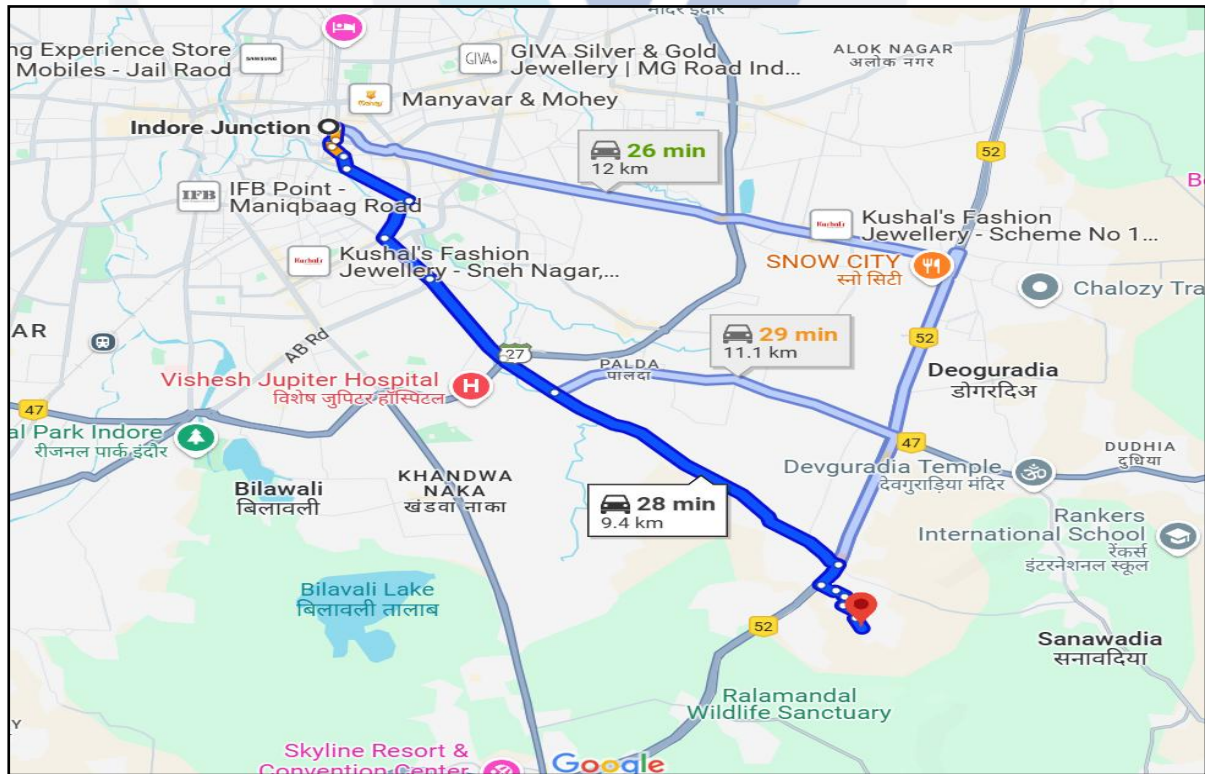 मंदिर इंदौर
ng Experience Store
Mobiles - Jail Raod
SAMSUNG
GIVA.
GIVA Silver & Gold
Jewellery | MG Road Ind...
ALOK NAGAR
अलोक नगर
Manyavar & Mohey
Indore Junction
26 min
12 km
52
IFB
IFB Point -
Maniqbaag Road
Kushal's
Kushal's Fashion
Jewellery - Scheme No 1...
Kushal's
Kushal's Fashion
Jewellery - Sneh Nagar,...
SNOW CITY
स्नो सिटी
Chalozy Tra
AR
AB Rd
27
29 min
11.1 km
52
PALDA
पालदा
Deoguradia
डोगरदिअ
Vishesh Jupiter Hospital
विशेष जुपिटर हॉस्पिटल
H
47
al Park Indore
रीजनल पार्क इंदौर
47
DUDHIA
दुधिया
Devguradia Temple
देवगुराड़िया मंदिर
Bilawali
बिलावली
KHANDWA
NAKA
खंडवा नाका
28 min
9.4 km
Rankers
International School
रेंकर्स
इंटरनेशनल स्कूल
Bilavali Lake
बिलावली तालाब
52
Sanawadia
सनावदिया
Ralamandal
Wildlife Sanctuary
Skyline Resort &
Convention Center
Google